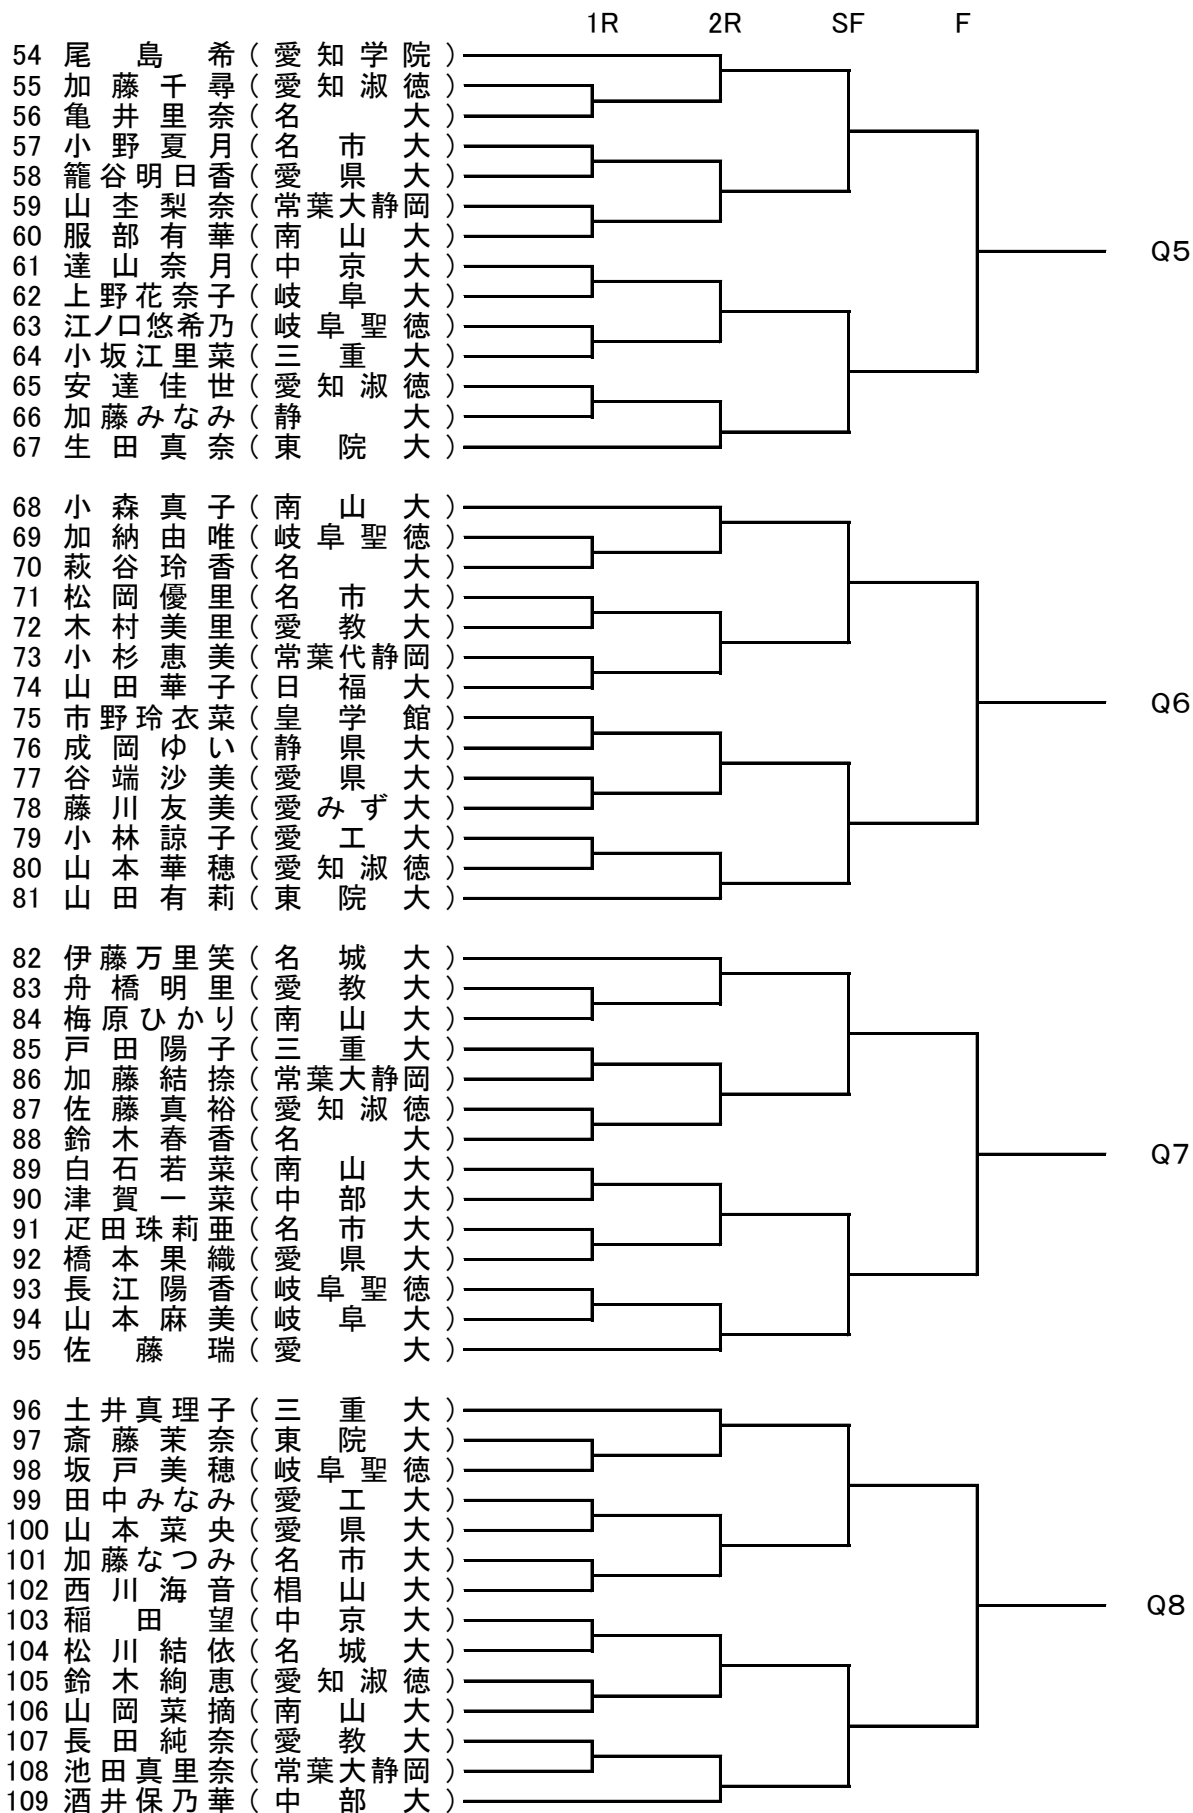 1R 2R SF F
54 尾島希(愛知学院)
55 加藤千尋(愛知淑徳)
56 亀井里奈(名大)
57 小野夏月(名市大)
58 籠谷明日香(愛県大)
59 山杢梨奈(常葉大静岡)
60 服部有華(南山大)
61 達山奈月(中京大)
Q5
62 上野花奈子(岐阜大)
63 江ノ口悠希乃(岐阜聖徳)
64 小坂江里菜(三重大)
65 安達佳世(愛知淑徳)
66 加藤みなみ(静大)
67 生田真奈(東院大)
68 小森真子(南山大)
69 加納由唯(岐阜聖徳)
70 萩谷玲香(名大)
71 松岡優里(名市大)
72 木村美里(愛教大)
73 小杉恵美(常葉代静岡)
74 山田華子(日福大)
Q6
75 市野玲衣菜(皇学館)
76 成岡ゆい(静県大)
77 谷端沙美(愛県大)
78 藤川友美(愛みず大)
79 小林諒子(愛工大)
80 山本華穂(愛知淑徳)
81 山田有莉(東院大)
82 伊藤万里笑(名城大)
83 舟橋明里(愛教大)
84 梅原ひかり(南山大)
85 戸田陽子(三重大)
86 加藤結捺(常葉大静岡)
87 佐藤真裕(愛知淑徳)
88 鈴木春香(名大)
Q7
89 白石若菜(南山大)
90 津賀一菜(中部大)
91 疋田珠莉亜(名市大)
92 橋本果織(愛県大)
93 長江陽香(岐阜聖徳)
94 山本麻美(岐阜大)
95 佐藤瑞(愛大)
96 土井真理子(三重大)
97 斎藤茉奈(東院大)
98 坂戸美穂(岐阜聖徳)
99 田中みなみ(愛工大)
100 山本菜央(愛県大)
101 加藤なつみ(名市大)
102 西川海音(椙山大)
Q8
103 稲田望(中京大)
104 松川結依(名城大)
105 鈴木絢恵(愛知淑徳)
106 山岡菜摘(南山大)
107 長田純奈(愛教大)
108 池田真里奈(常葉大静岡)
109 酒井保乃華(中部大)